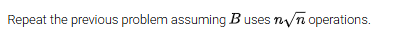 Repeat the previous problem assuming B uses n√n operations.